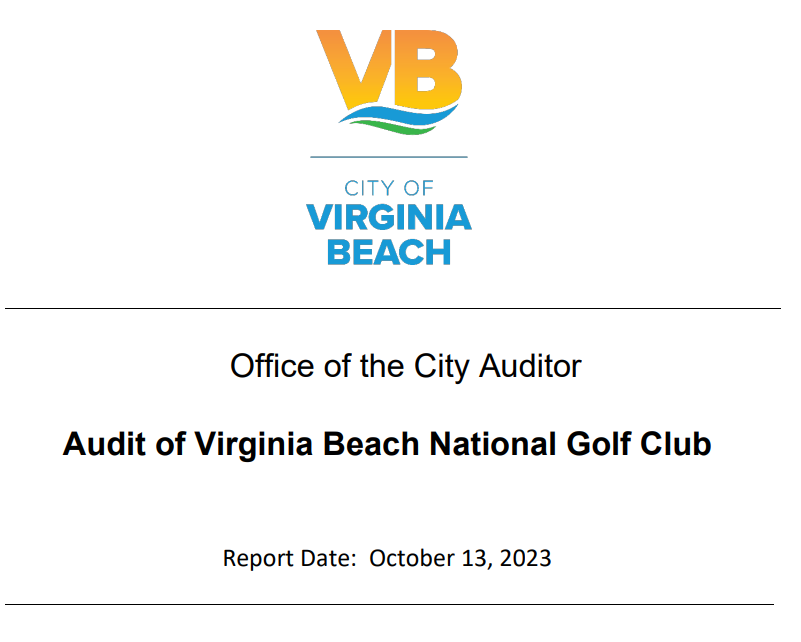 VB
CITY OF
VIRGINIA
BEACH
Office of the City Auditor
Audit of Virginia Beach National Golf Club
Report Date:  October 13, 2023